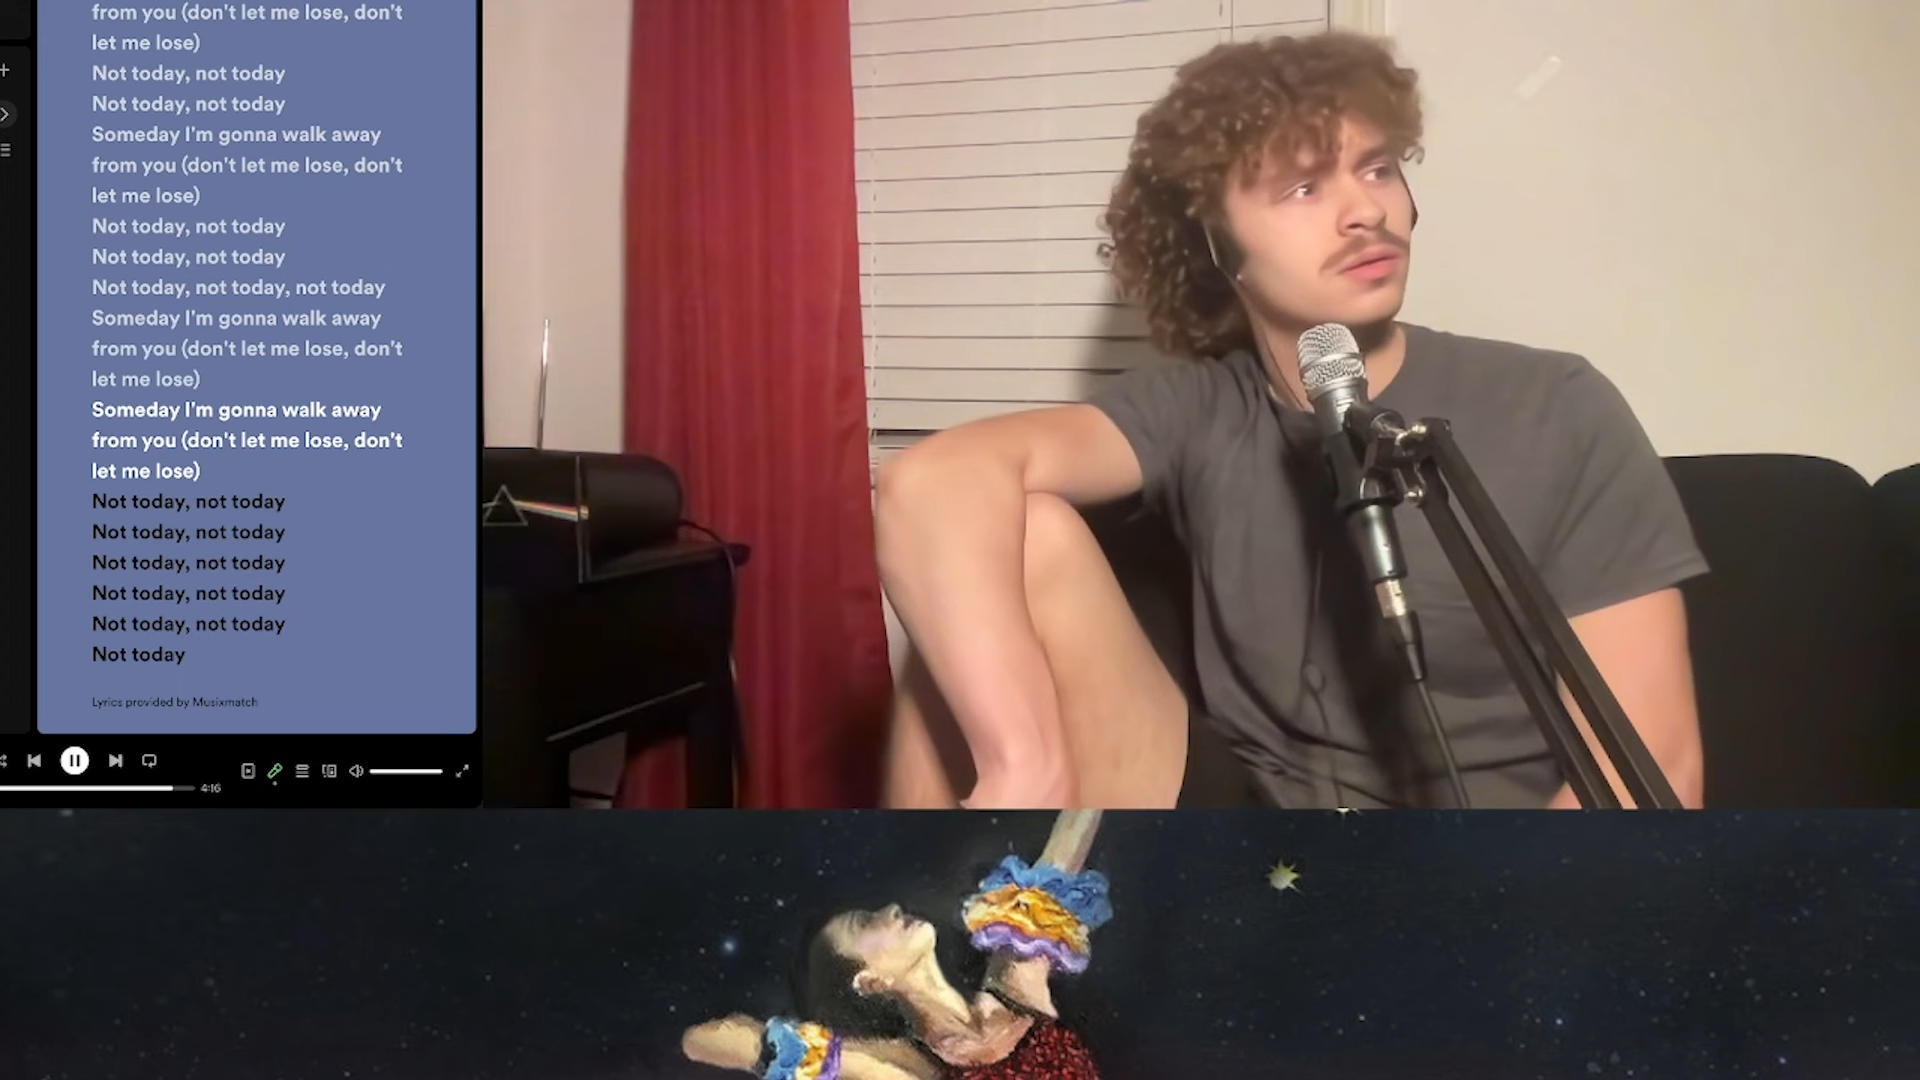 from you (don't let me lose, don't
let me lose)
Not today, not today
Not today, not today
Someday I'm gonna walk away
from you (don't let me lose, don't
let me lose)
Not today, not today
Not today, not today
Not today, not today, not today
Someday I'm gonna walk away
from you (don't let me lose, don't
let me lose)
Someday I'm gonna walk away
from you (don't let me lose, don't
let me lose)
Not today, not today
Not today, not today
Not today, not today
Not today, not today
Not today, not today
Not today
Lyrics provided by Musixmatch
4:16